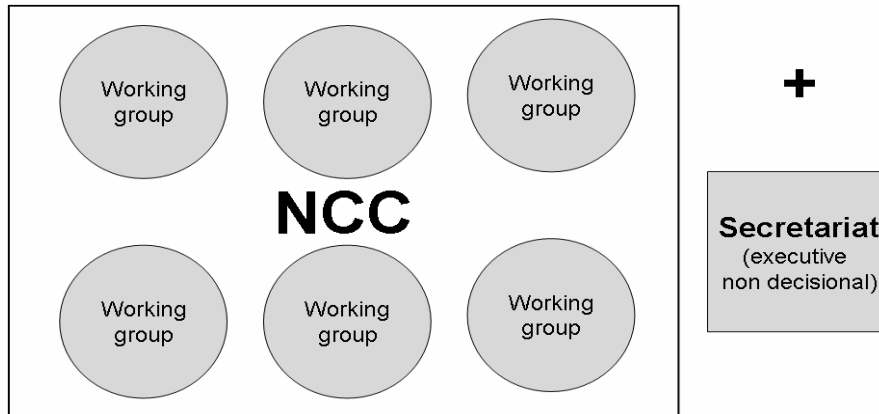 Working
group
Working
group
Working
group
+
NCC
Secretariat
(executive
non decisional)
Working
group
Working
group
Working
group